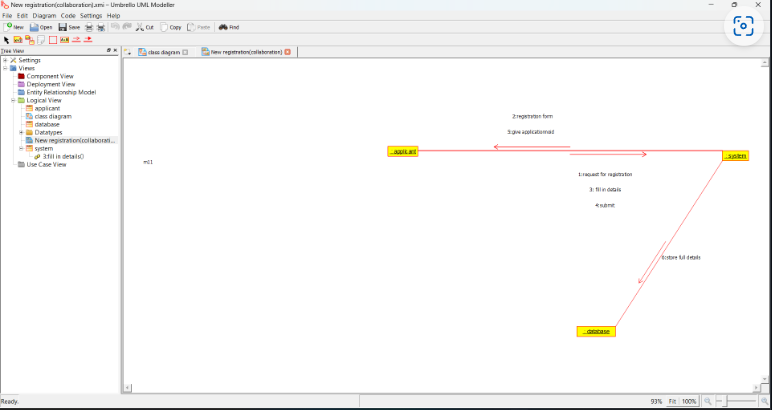 New registration(collaboration).xmi - Umbrello UML Modeller
File Edit Diagram Code Settings Help
New Open Save Cut Copy Paste Find
Tree View
class diagram New registration(collaboration)
Settings
Views
Component View
Deployment View
Entity Relationship Model
Logical View
applicant
class diagram
database
Datatypes
New registration(collaborati...
system
3:fill in details()
Use Case View
2:registration form
5:give applicationid
: applicant
: system
m11
1:request for registration
3: fill in details
4:submit
6:store full details
: database
Ready.
93% Fit 100%